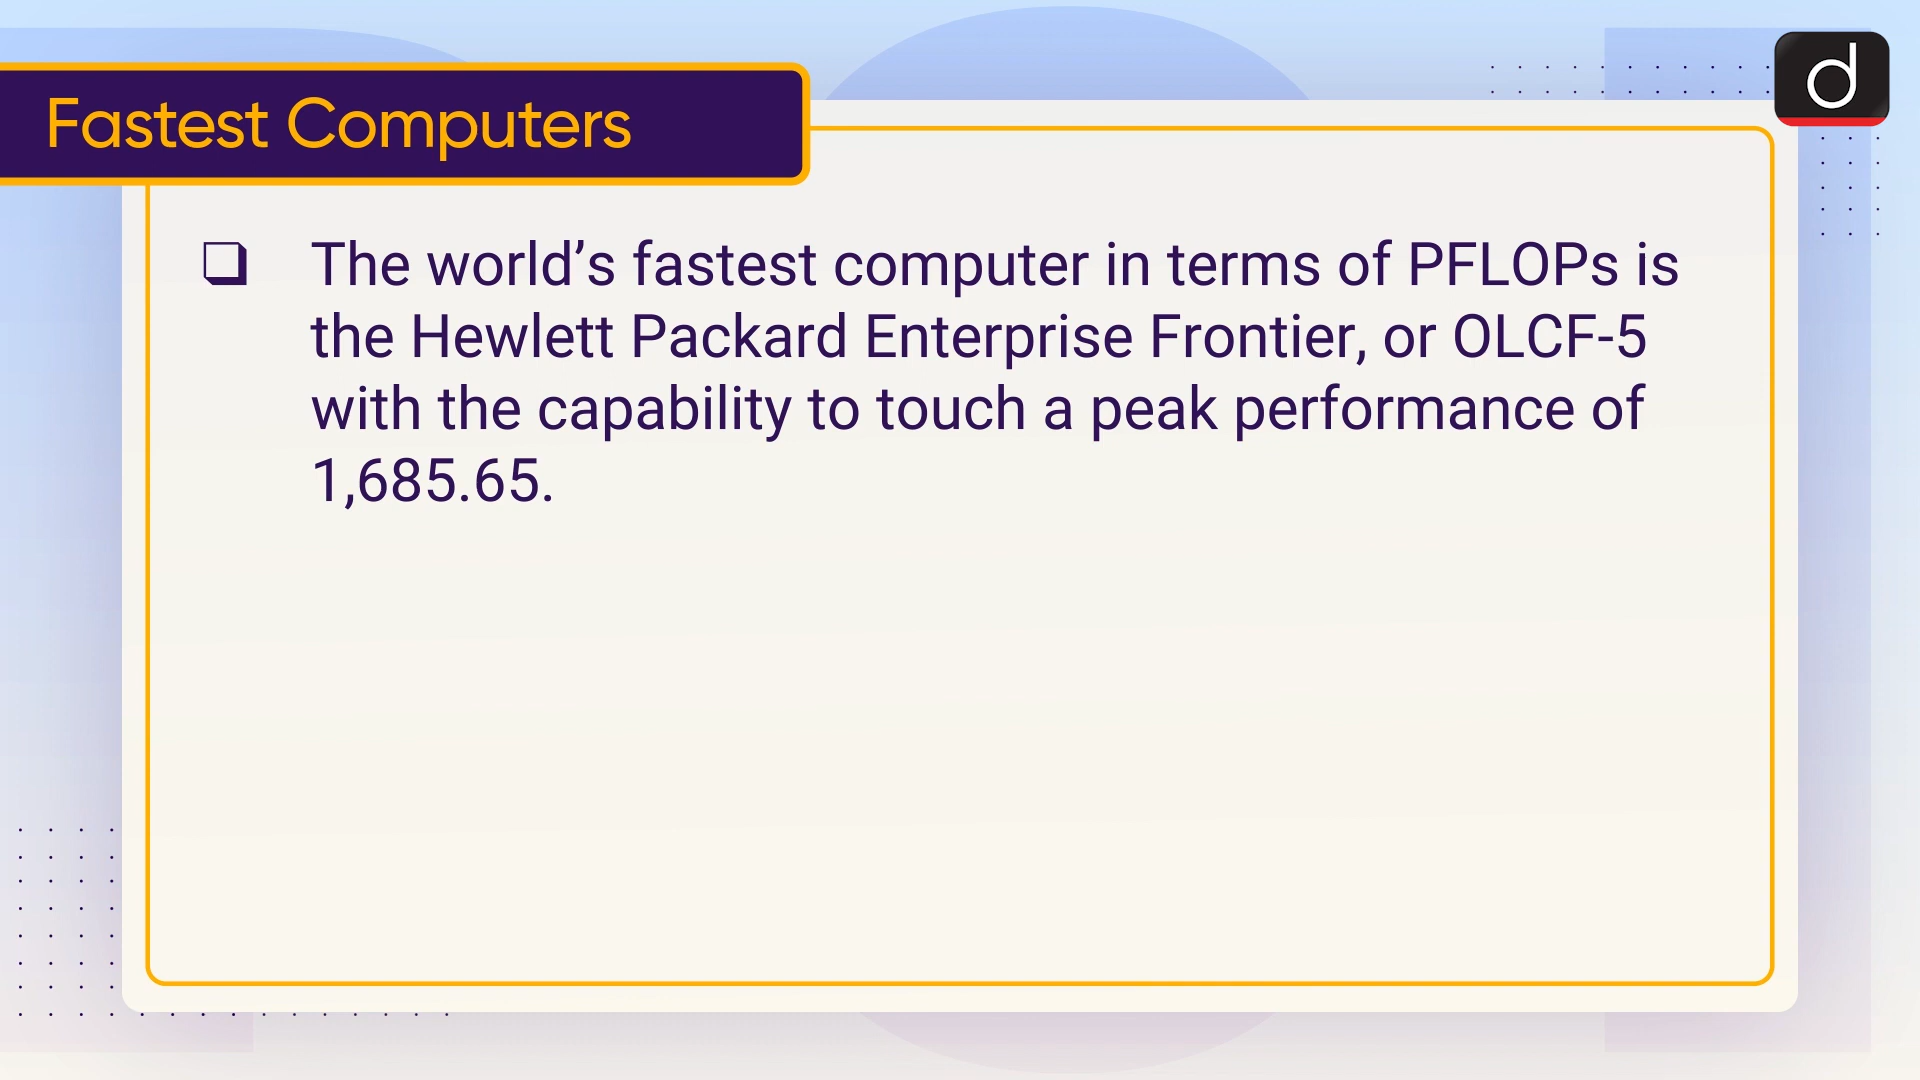 Fastest Computers
d
❑ The world’s fastest computer in terms of PFLOPs is
the Hewlett Packard Enterprise Frontier, or OLCF-5
with the capability to touch a peak performance of
1,685.65.